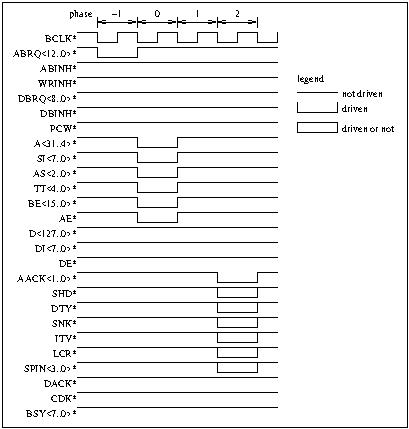 phase -1 0 1 2
BCLK*
ABRQ<12..0>*
ABINH*
WRINH*
DBRQ<8..0>*
DBINH*
PCW*
A<31..4>*
SI<7..0>*
AS<2..0>*
TT<4..0>*
BE<15..0>*
AE*
D<127..0>*
DI<7..0>*
DE*
AACK<1..0>*
SHD*
DTY*
SNK*
ITV*
LCR*
SPIN<3..0>*
DACK*
CDK*
BSY<7..0>*
legend
not driven
driven
driven or not